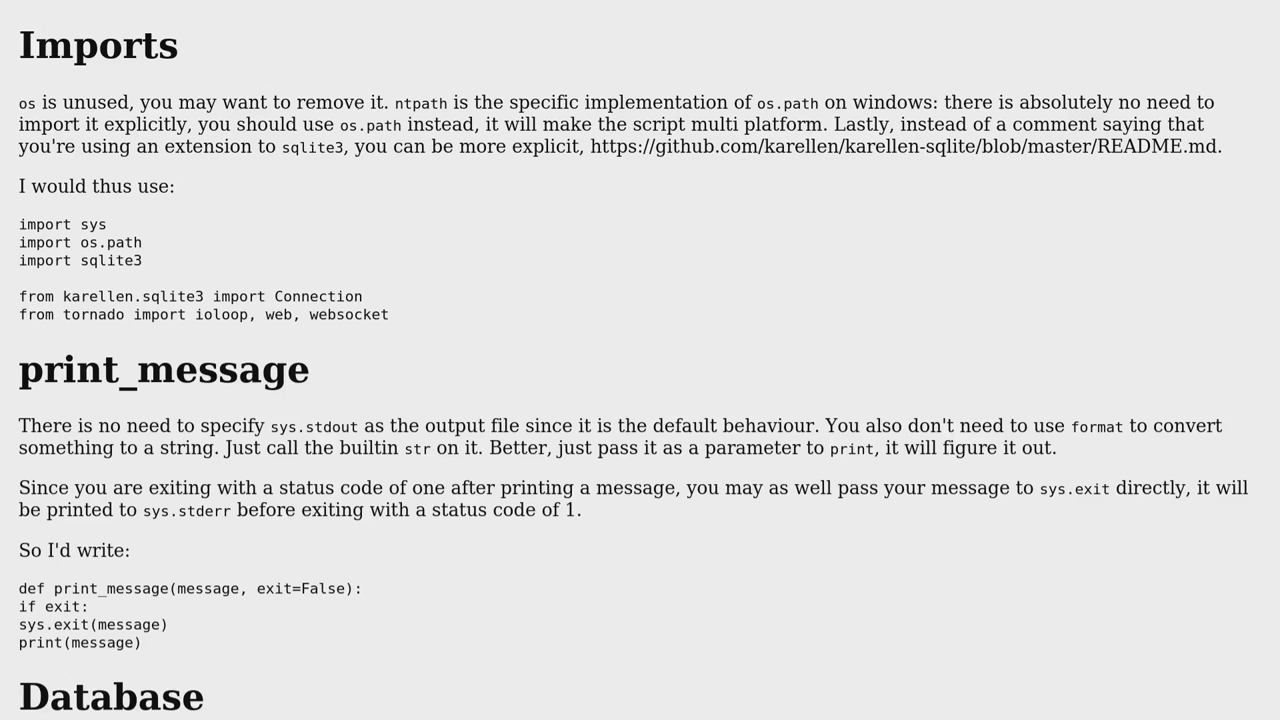 Imports
os is unused, you may want to remove it. ntpath is the specific implementation of os.path on windows: there is absolutely no need to
import it explicitly, you should use os.path instead, it will make the script multi platform. Lastly, instead of a comment saying that
you're using an extension to sqlite3, you can be more explicit, https://github.com/karellen/karellen-sqlite/blob/master/README.md.
I would thus use:
import sys
import os.path
import sqlite3
from karellen.sqlite3 import Connection
from tornado import ioloop, web, websocket
print_message
There is no need to specify sys.stdout as the output file since it is the default behaviour. You also don't need to use format to convert
something to a string. Just call the builtin str on it. Better, just pass it as a parameter to print, it will figure it out.
Since you are exiting with a status code of one after printing a message, you may as well pass your message to sys.exit directly, it will
be printed to sys.stderr before exiting with a status code of 1.
So I'd write:
def print_message(message, exit=False):
if exit:
sys.exit(message)
print(message)
Database